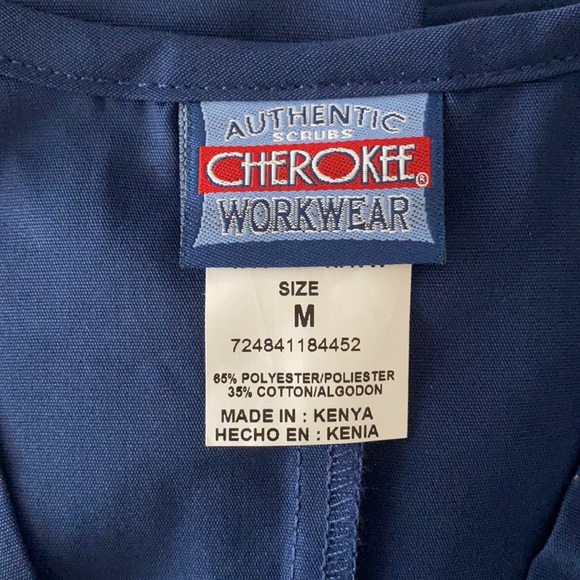 AUTHENTIC
SCRUBS
CHEROKEE®
WORKWEAR
SIZE
M
724841184452
65% POLYESTER/POLIESTER
35% COTTON/ALGODON
MADE IN : KENYA
HECHO EN : KENIA